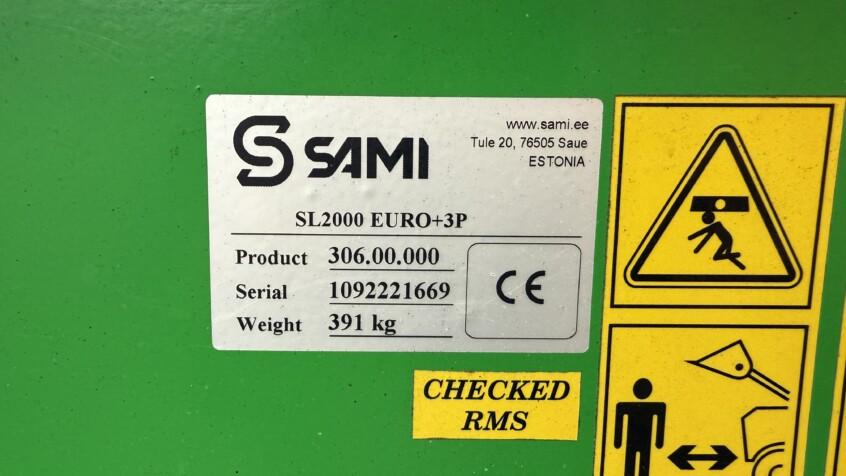 SAMI
www.sami.ee
Tule 20, 76505 Saue
ESTONIA
SL2000 EURO+3P
Product 306.00.000
Serial 1092221669
Weight 391 kg
CE
CHECKED
RMS